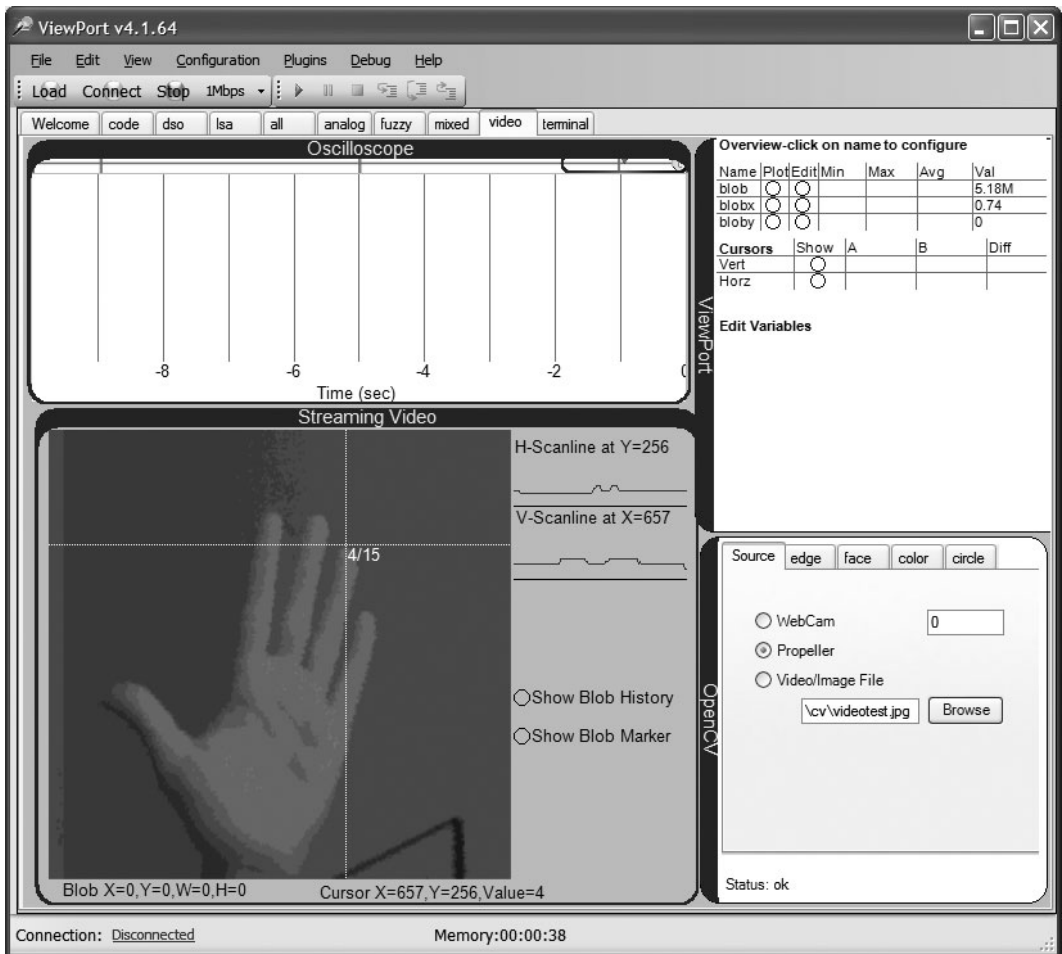 ViewPort v4.1.64
File Edit View Configuration Plugins Debug Help
Load Connect Stop 1Mbps
Welcome code dso lsa all analog fuzzy mixed video terminal
Oscilloscope
-8 -6 -4 -2 0
Time (sec)
Streaming Video
H-Scanline at Y=256
V-Scanline at X=657
4/15
Show Blob History
Show Blob Marker
Blob X=0,Y=0,W=0,H=0
Cursor X=657,Y=256,Value=4
ViewPort
Overview-click on name to configure
Name Plot Edit Min Max Avg Val
blob 5.18M
blobx 0.74
bloby 0
Cursors Show A B Diff
Vert
Horz
Edit Variables
OpenCV
Source edge face color circle
WebCam 0
Propeller
Video/Image File
\cv\videotest.jpg Browse
Status: ok
Connection: Disconnected
Memory:00:00:38